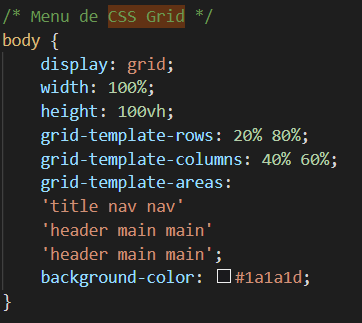 /* Menu de CSS Grid */
body {
    display: grid;
    width: 100%;
    height: 100vh;
    grid-template-rows: 20% 80%;
    grid-template-columns: 40% 60%;
    grid-template-areas:
    'title nav nav'
    'header main main'
    'header main main';
    background-color: #1a1a1d;
}